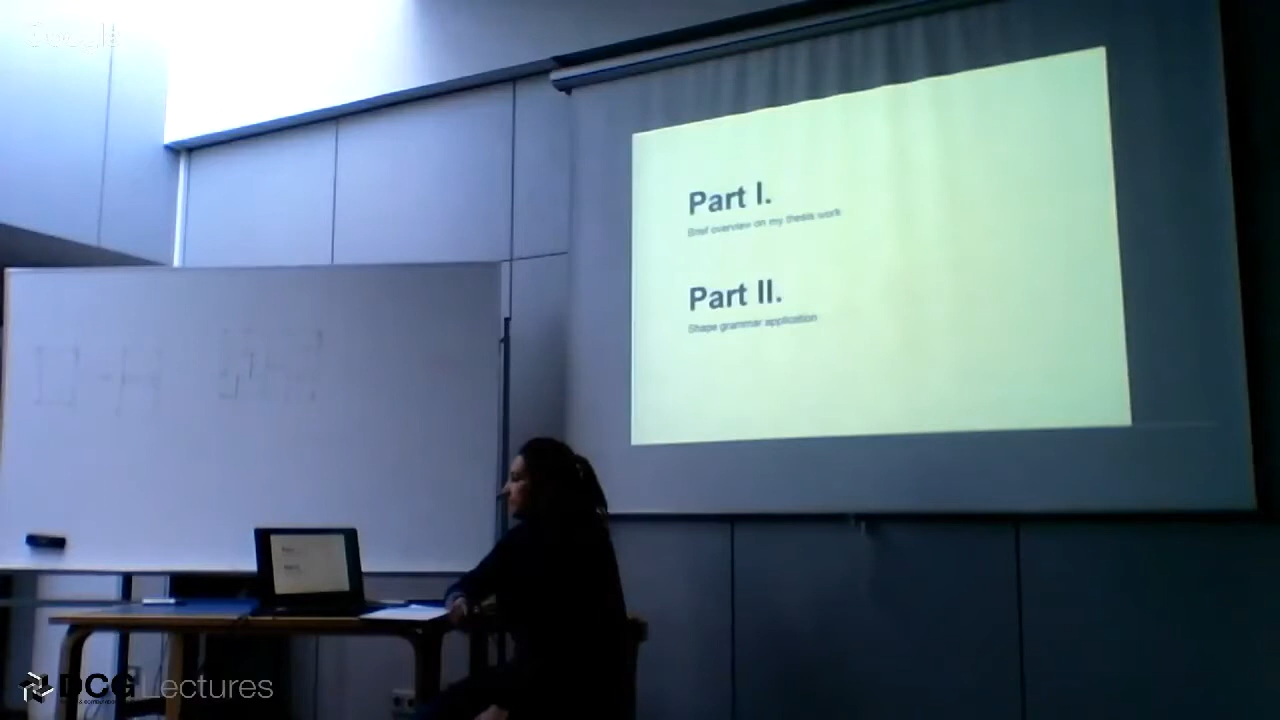 Part I.
Brief overview on my thesis work
Part II.
Shape grammar application
DCG Lectures